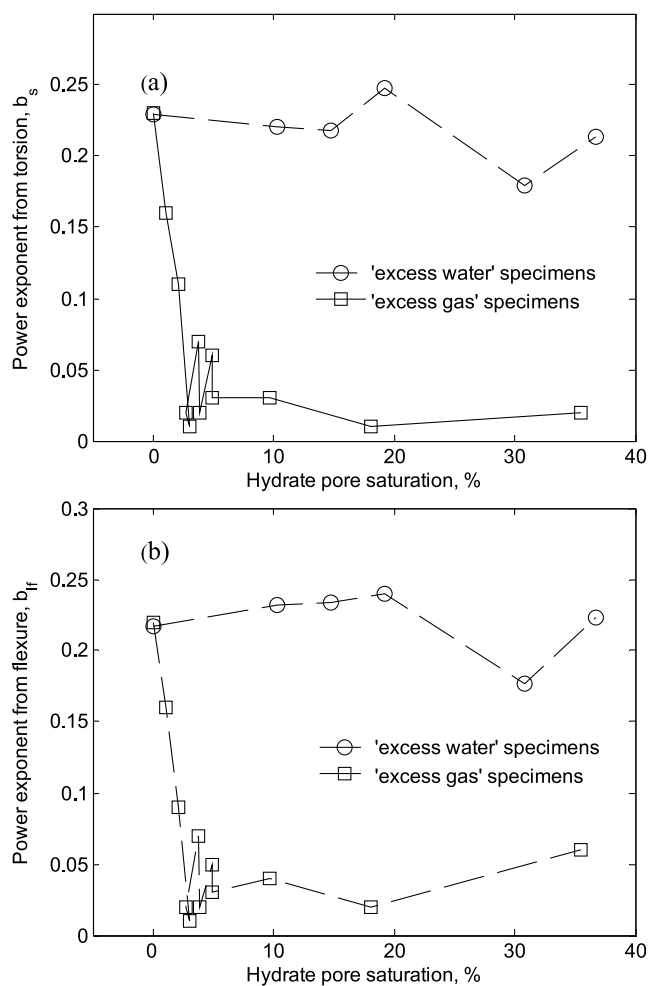 (a)
Power exponent from torsion, b_s
0.25
0.2
0.15
0.1
0.05
0
'excess water' specimens
'excess gas' specimens
0 10 20 30 40
Hydrate pore saturation, %
0.3
(b)
Power exponent from flexure, b_lf
0.25
0.2
0.15
0.1
0.05
0
'excess water' specimens
'excess gas' specimens
0 10 20 30 40
Hydrate pore saturation, %